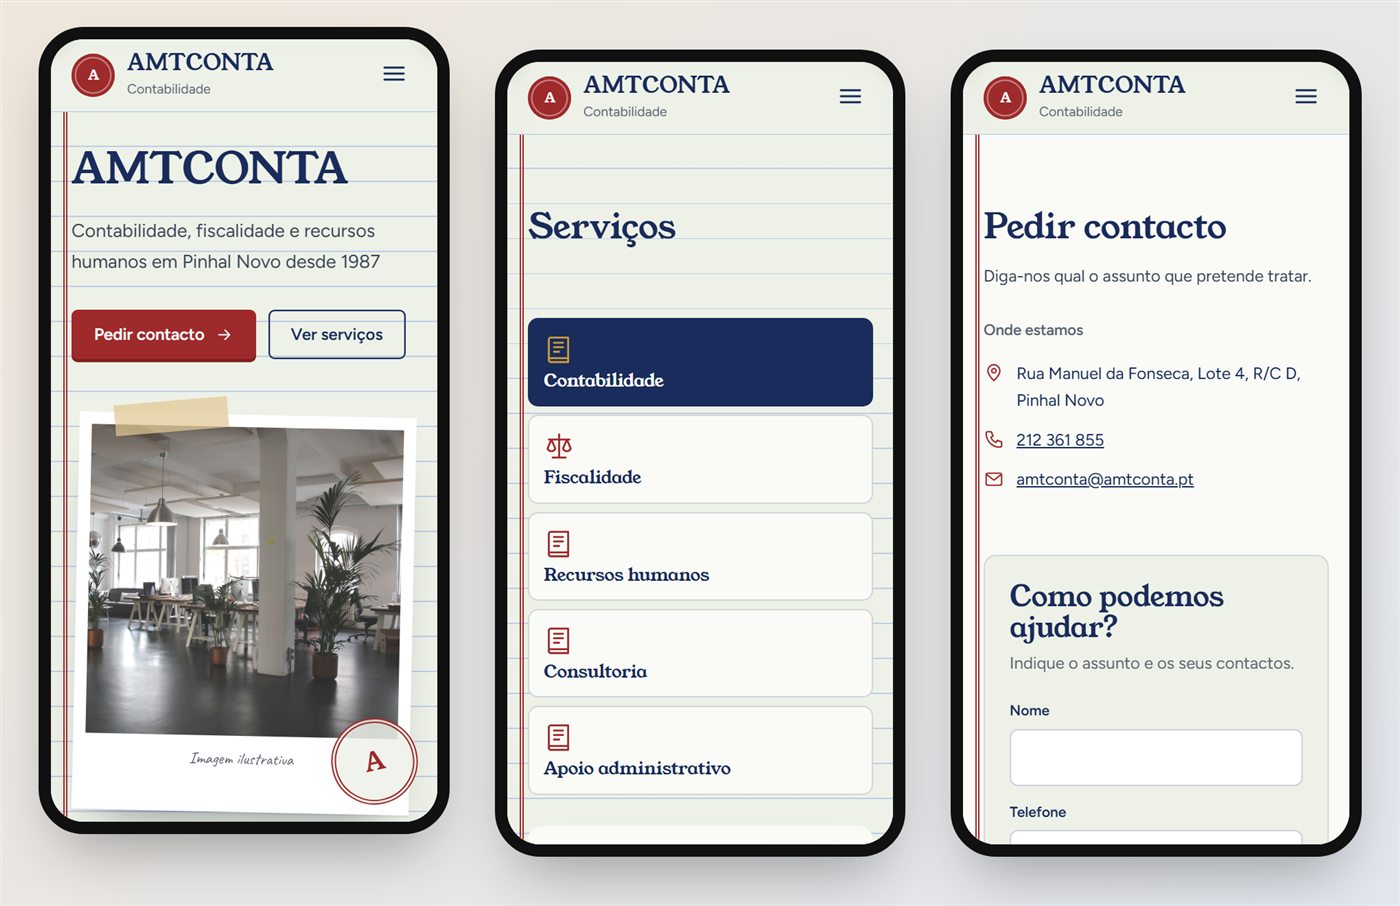 A
AMTCONTA
Contabilidade
AMTCONTA
Contabilidade, fiscalidade e recursos
humanos em Pinhal Novo desde 1987
Pedir contacto
Ver serviços
Imagem ilustrativa
A
A
AMTCONTA
Contabilidade
Serviços
Contabilidade
Fiscalidade
Recursos humanos
Consultoria
Apoio administrativo
A
AMTCONTA
Contabilidade
Pedir contacto
Diga-nos qual o assunto que pretende tratar.
Onde estamos
Rua Manuel da Fonseca, Lote 4, R/C D,
Pinhal Novo
212 361 855
amtconta@amtconta.pt
Como podemos
ajudar?
Indique o assunto e os seus contactos.
Nome
Telefone